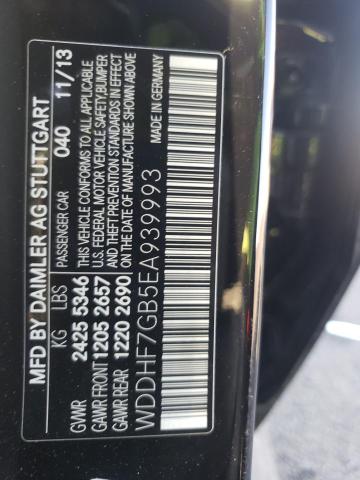 MFD BY DAIMLER AG STUTTGART
PASSENGER CAR 040 11/13
KG LBS
GVWR 2425 5346
GAWR FRONT 1205 2657
GAWR REAR 1220 2690
THIS VEHICLE CONFORMS TO ALL APPLICABLE
U.S. FEDERAL MOTOR VEHICLE SAFETY, BUMPER
THEFT PREVENTION STANDARDS IN EFFECT
ON THE DATE OF MANUFACTURE SHOWN ABOVE
WDDHF7GB5EA939993
MADE IN GERMANY